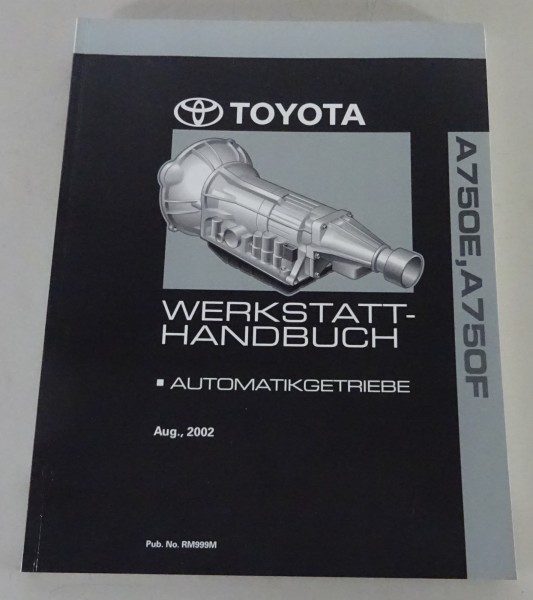 TOYOTA
A750E, A750F
WERKSTATT-
HANDBUCH
▪ AUTOMATIKGETRIEBE
Aug., 2002
Pub. No. RM999M